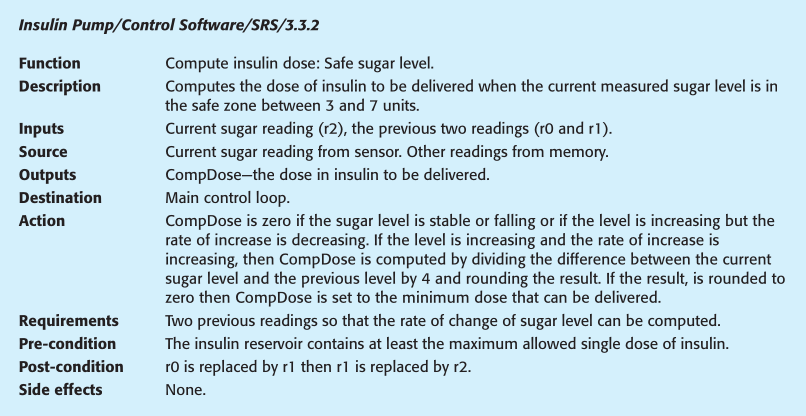 Insulin Pump/Control Software/SRS/3.3.2
Function Compute insulin dose: Safe sugar level.
Description Computes the dose of insulin to be delivered when the current measured sugar level is in
the safe zone between 3 and 7 units.
Inputs Current sugar reading (r2), the previous two readings (r0 and r1).
Source Current sugar reading from sensor. Other readings from memory.
Outputs CompDose—the dose in insulin to be delivered.
Destination Main control loop.
Action CompDose is zero if the sugar level is stable or falling or if the level is increasing but the
rate of increase is decreasing. If the level is increasing and the rate of increase is
increasing, then CompDose is computed by dividing the difference between the current
sugar level and the previous level by 4 and rounding the result. If the result, is rounded to
zero then CompDose is set to the minimum dose that can be delivered.
Requirements Two previous readings so that the rate of change of sugar level can be computed.
Pre-condition The insulin reservoir contains at least the maximum allowed single dose of insulin.
Post-condition r0 is replaced by r1 then r1 is replaced by r2.
Side effects None.